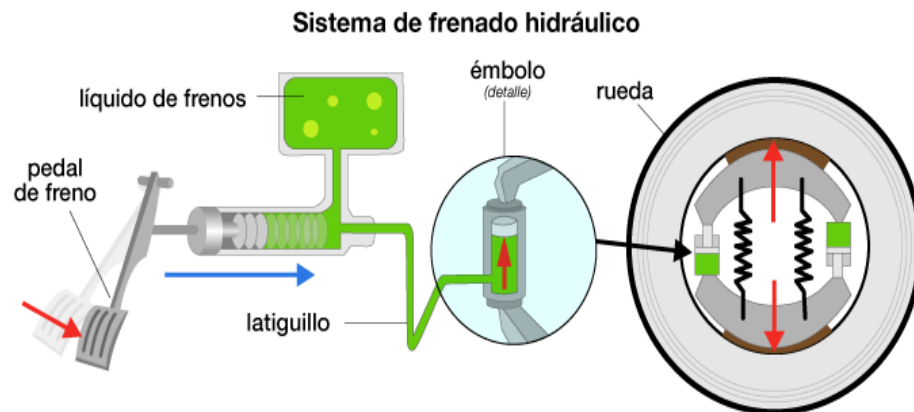 Sistema de frenado hidráulico
líquido de frenos
émbolo
(detalle)
rueda
pedal
de freno
latiguillo